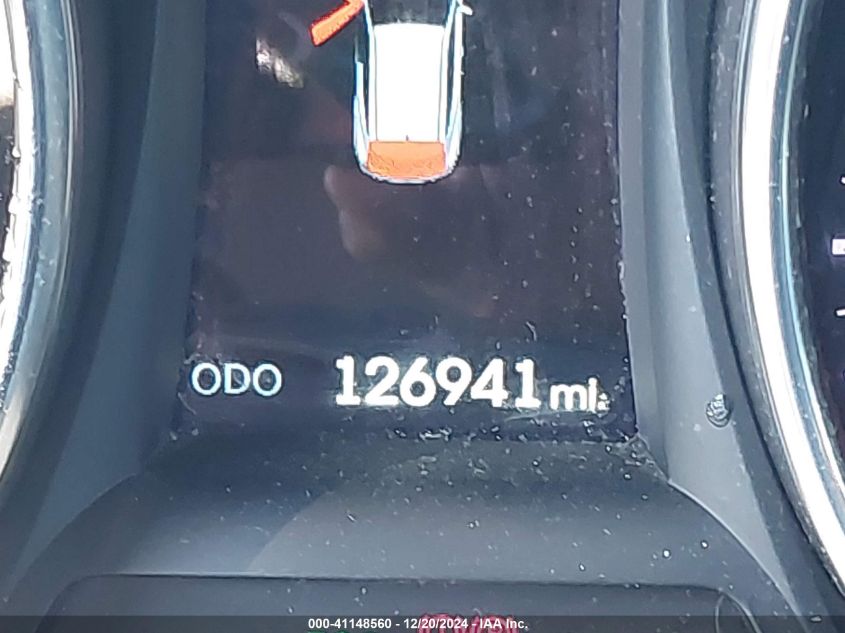 ODO 126941 mi
000-41148560 - 12/20/2024 - IAA Inc.